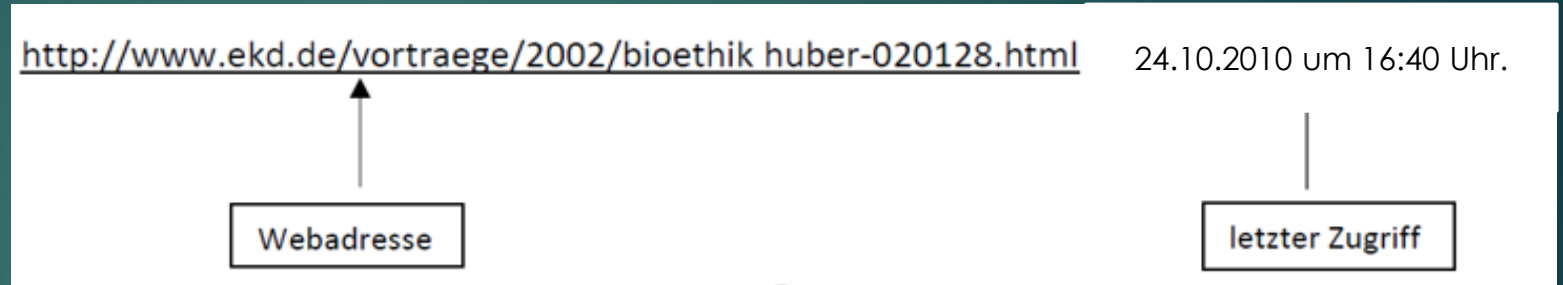 http://www.ekd.de/vortraege/2002/bioethik huber-020128.html 24.10.2010 um 16:40 Uhr.
Webadresse letzter Zugriff